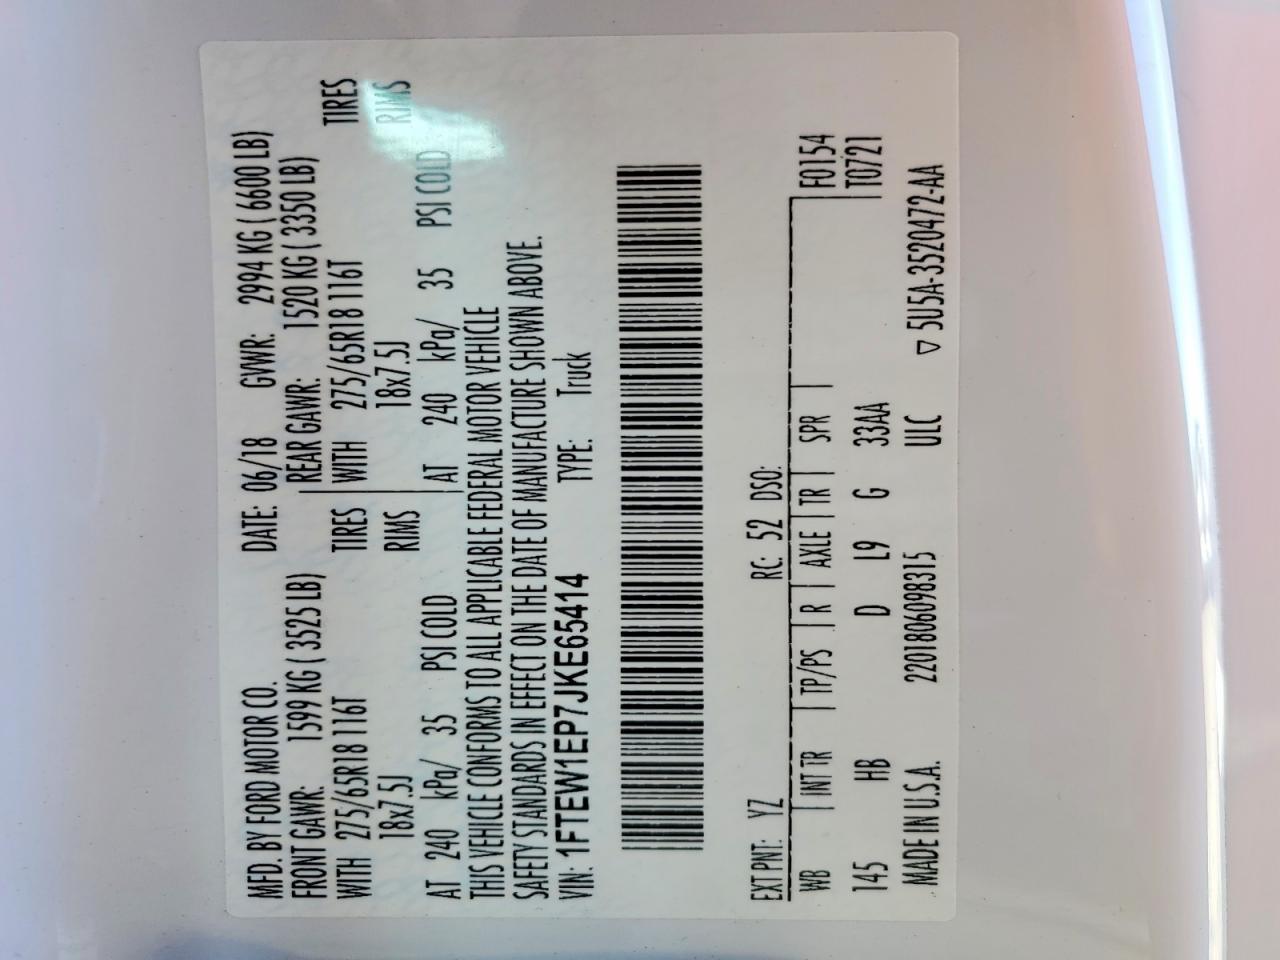 MFD. BY FORD MOTOR CO. DATE: 06/18 GVWR: 2994 KG ( 6600 LB)
FRONT GAWR: 1599 KG ( 3525 LB) REAR GAWR: 1520 KG ( 3350 LB)
WITH 275/65R18 116T TIRES WITH 275/65R18 116T TIRES
18x7.5J RIMS 18x7.5J RIMS
AT 240 kPa/ 35 PSI COLD AT 240 kPa/ 35 PSI COLD
THIS VEHICLE CONFORMS TO ALL APPLICABLE FEDERAL MOTOR VEHICLE
SAFETY STANDARDS IN EFFECT ON THE DATE OF MANUFACTURE SHOWN ABOVE.
VIN: 1FTEW1EP7JKE65414 TYPE: Truck
EXT PNT: YZ RC: 52 DSO:
WB INT TR TP/PS R AXLE TR SPR F0154
145 HB D L9 G 33AA T07/21
MADE IN U.S.A. 2201806098315 ULC ▽ 5U5A-3520472-AA